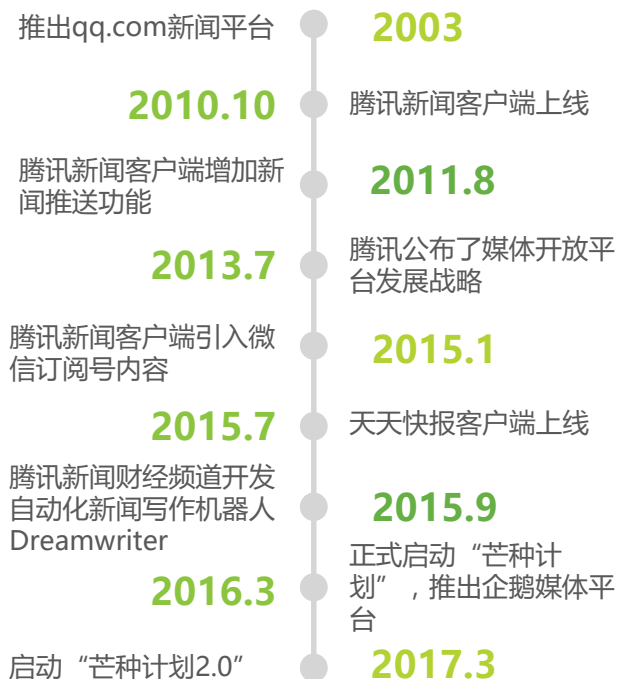 推出qq.com新闻平台
2003
2010.10
腾讯新闻客户端上线
腾讯新闻客户端增加新
闻推送功能
2011.8
2013.7
腾讯公布了媒体开放平
台发展战略
腾讯新闻客户端引入微
信订阅号内容
2015.1
2015.7
天天快报客户端上线
腾讯新闻财经频道开发
自动化新闻写作机器人
Dreamwriter
2015.9
2016.3
正式启动“芒种计
划”，推出企鹅媒体平
台
启动“芒种计划2.0”
2017.3